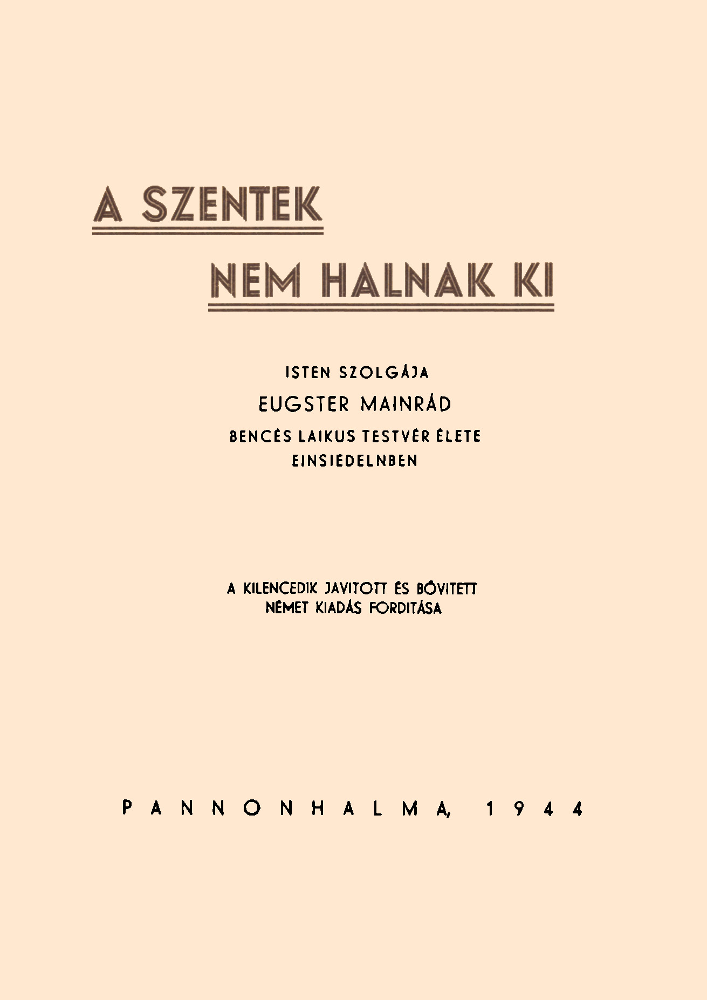 A SZENTEK
NEM HALNAK KI
ISTEN SZOLGÁJA
EUGSTER MAINRÁD
BENCÉS LAIKUS TESTVÉR ÉLETE
EINSIEDELNBEN
A KILENCEDIK JAVITOTT ÉS BŐVITETT
NÉMET KIADÁS FORDITÁSA
PANNONHALMA, 1944